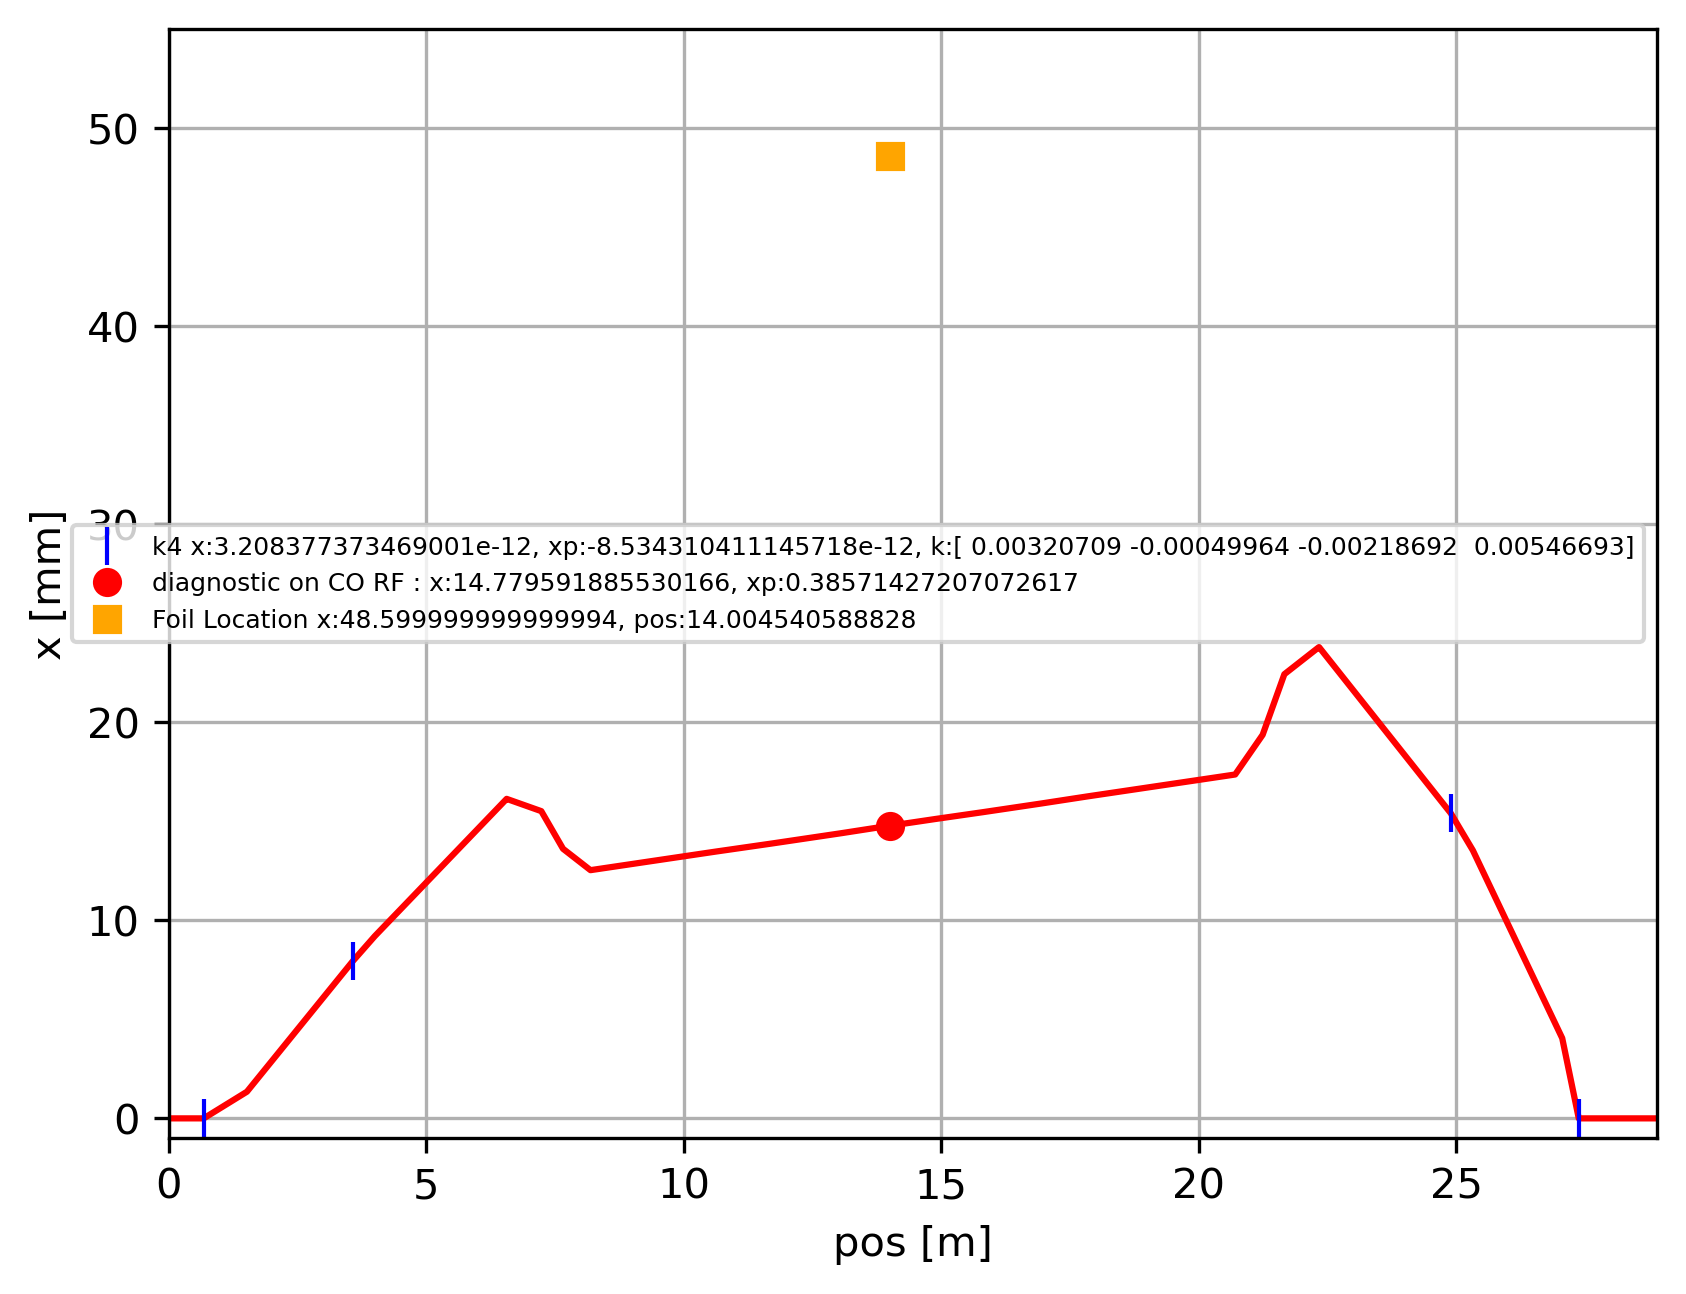 50
40
30
20
10
0
x [mm]
k4 x:3.208377373469001e-12, xp:-8.534310411145718e-12, k:[ 0.00320709 -0.00049964 -0.00218692  0.00546693]
diagnostic on CO RF : x:14.779591885530166, xp:0.38571427207072617
Foil Location x:48.599999999999994, pos:14.004540588828
0 5 10 15 20 25
pos [m]